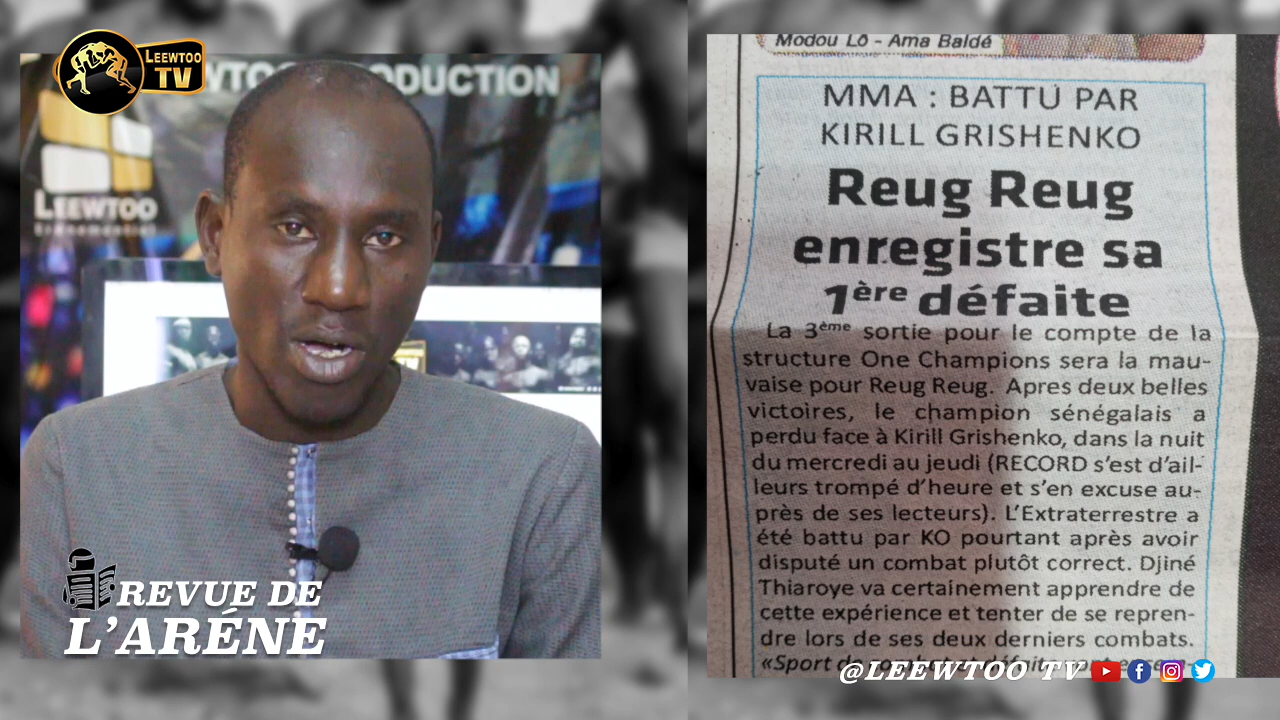 LEEWTOO
TV
WTO
ODUCTION
LEEWTOO
REVUE DE
L'ARÉNE
Modou Lô - Ama Baldé
MMA : BATTU PAR
KIRILL GRISHENKO
Reug Reug
enregistre sa
1ère défaite
La 3ème sortie pour le compte de la
structure One Champions sera la mau-
vaise pour Reug Reug. Apres deux belles
victoires, le champion sénégalais a
perdu face à Kirill Grishenko, dans la nuit
du mercredi au jeudi (RECORD s'est d'ail-
leurs trompé d'heure et s'en excuse au-
près de ses lecteurs). L'Extraterrestre a
été battu par KO pourtant après avoir
disputé un combat plutôt correct. Djiné
Thiaroye va certainement apprendre de
cette expérience et tenter de se repren-
dre lors de ses deux derniers combats.
«Sport de
@LEEWTOO TV